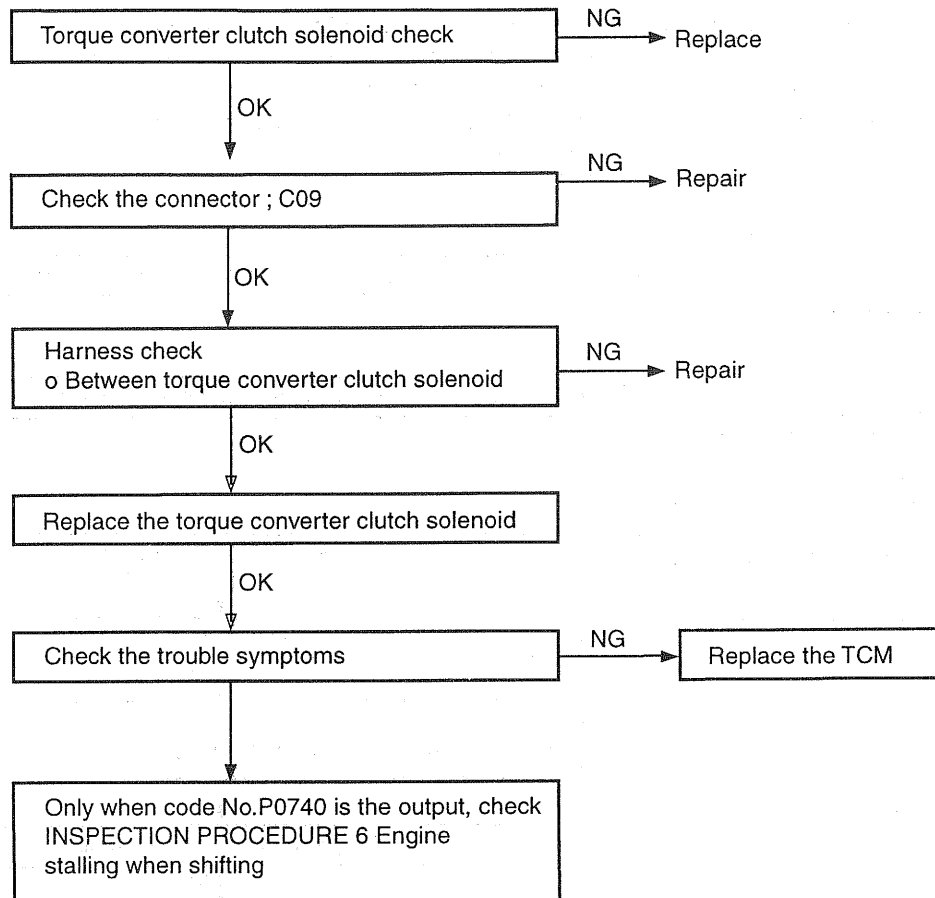 Torque converter clutch solenoid check
NG
Replace
OK
Check the connector ; C09
NG
Repair
OK
Harness check
o Between torque converter clutch solenoid
NG
Repair
OK
Replace the torque converter clutch solenoid
OK
Check the trouble symptoms
NG
Replace the TCM
Only when code No.P0740 is the output, check
INSPECTION PROCEDURE 6 Engine
stalling when shifting